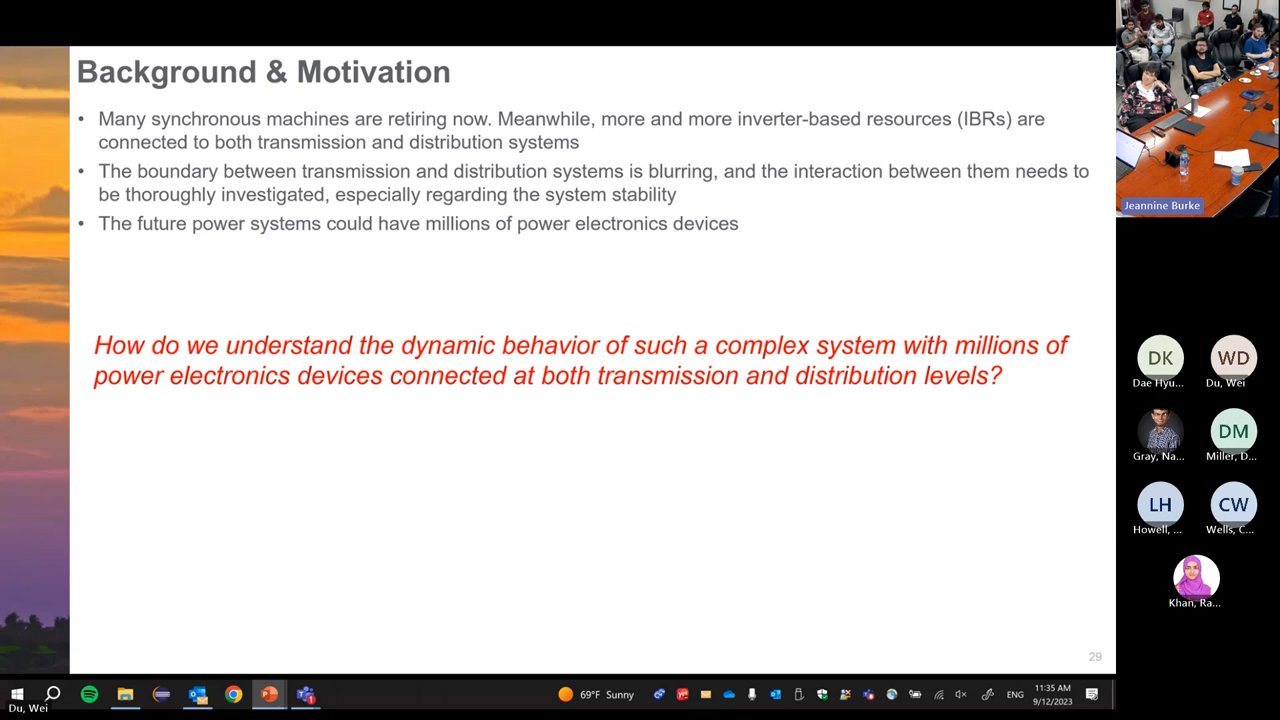 Background & Motivation
• Many synchronous machines are retiring now. Meanwhile, more and more inverter-based resources (IBRs) are
connected to both transmission and distribution systems
• The boundary between transmission and distribution systems is blurring, and the interaction between them needs to
be thoroughly investigated, especially regarding the system stability
• The future power systems could have millions of power electronics devices
How do we understand the dynamic behavior of such a complex system with millions of
power electronics devices connected at both transmission and distribution levels?
29
Jeannine Burke
DK
Dae Hyu...
WD
Du, Wei
Gray, Na...
DM
Miller, D...
LH
Howell, ...
CW
Wells, C...
Khan, Ra...
69°F Sunny
ENG
11:35 AM
9/12/2023
Du, Wei